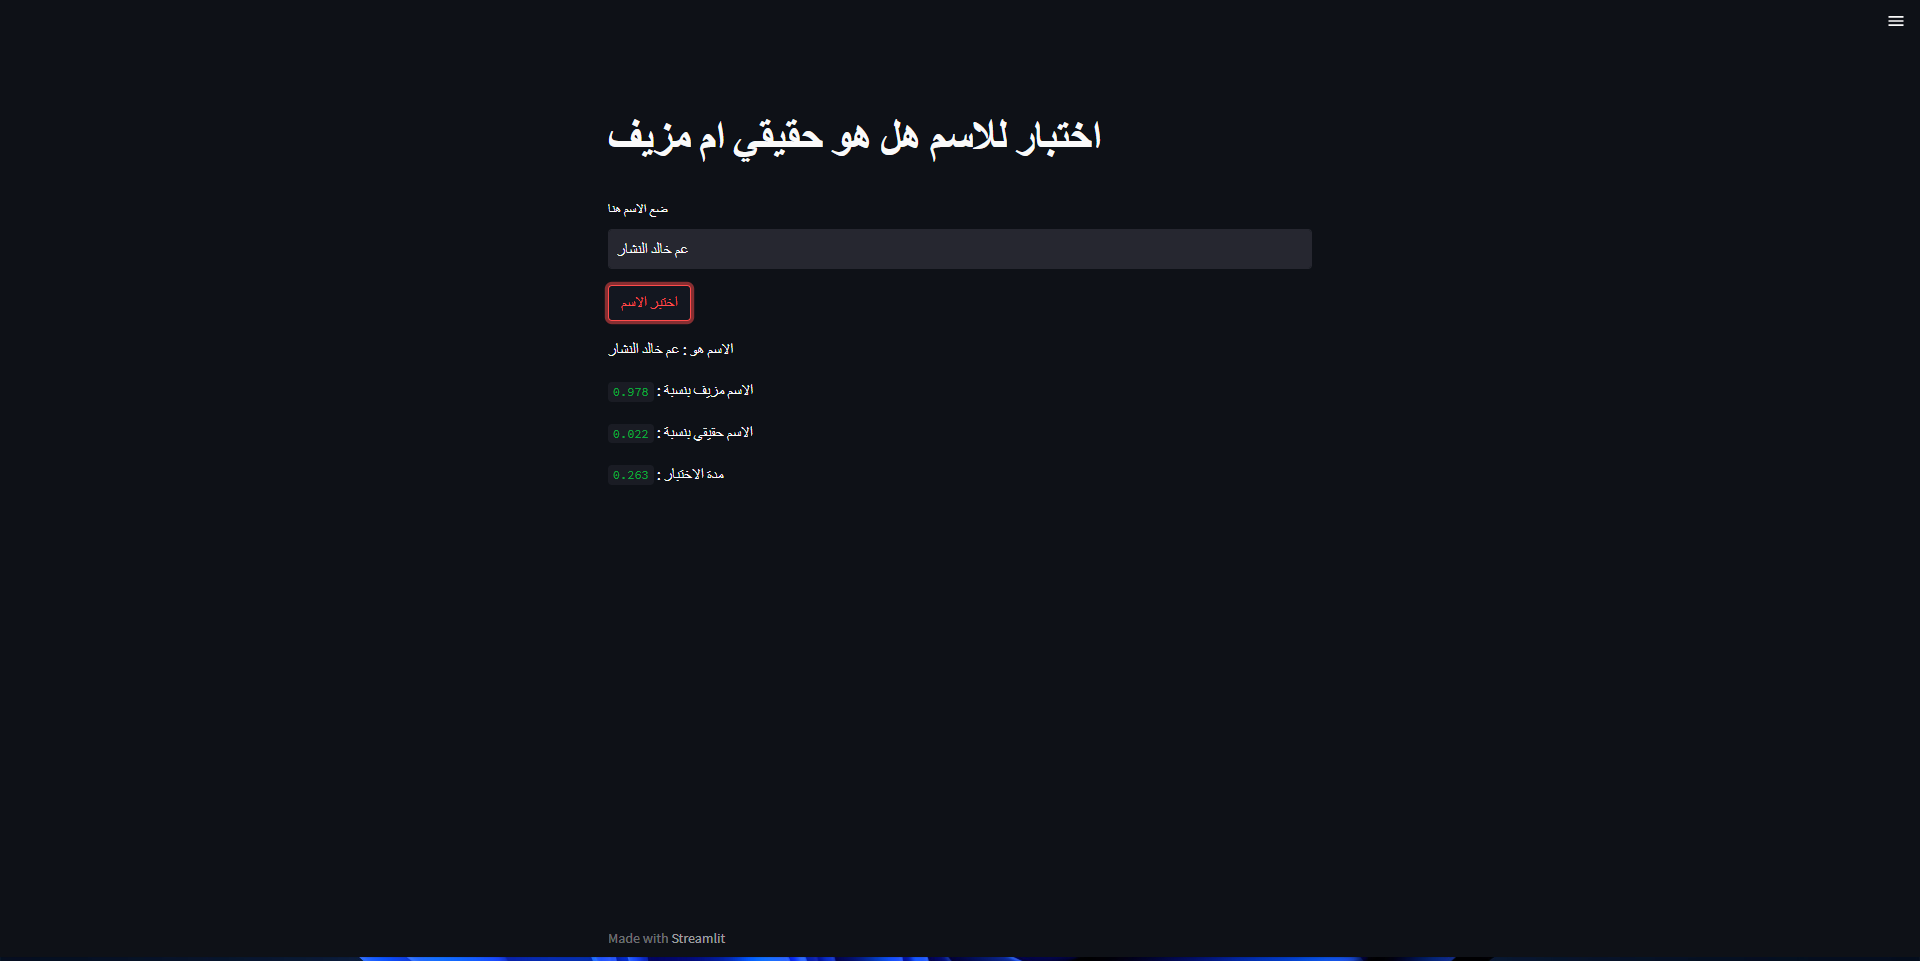 اختبار للاسم هل هو حقيقي ام مزيف
ضع الاسم هنا
عم خالد النشار
اختبر الاسم
الاسم هو : عم خالد النشار
الاسم مزيف بنسبة : 0.978
الاسم حقيقي بنسبة : 0.022
مدة الاختبار : 0.263
Made with Streamlit